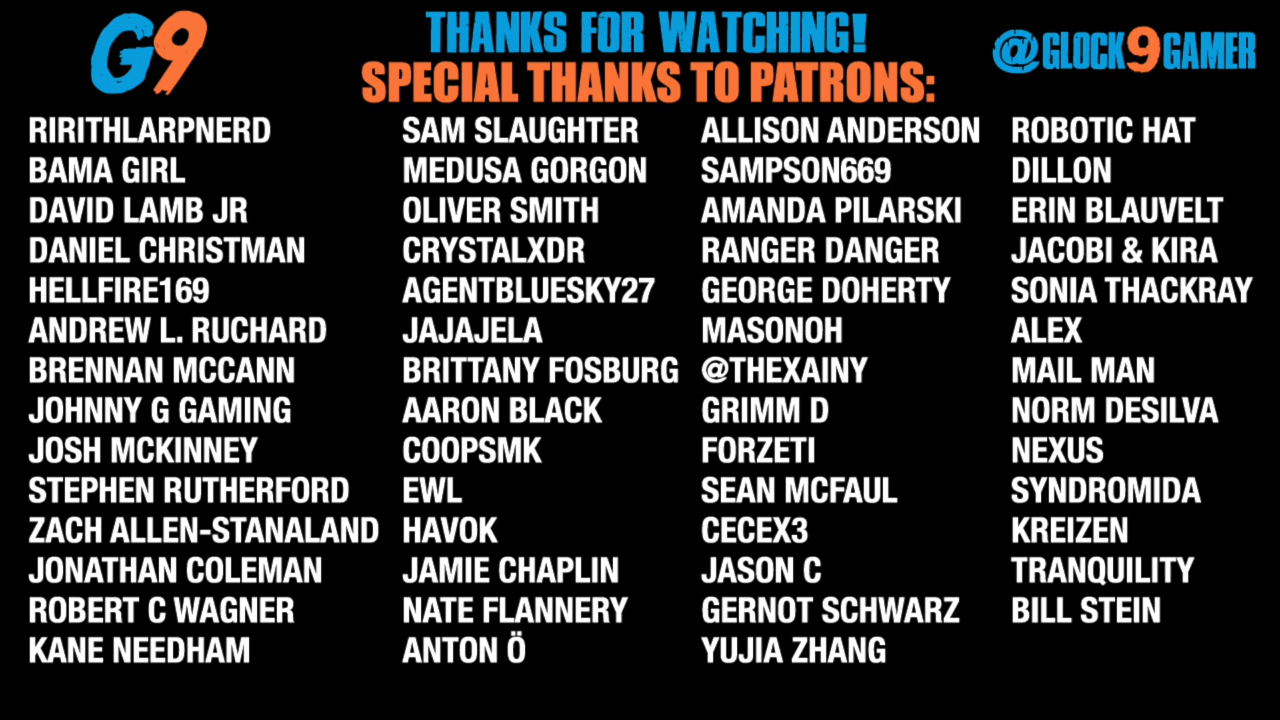 G9
THANKS FOR WATCHING!
SPECIAL THANKS TO PATRONS:
@GLOCK9GAMER
RIRITHLARPNERD
BAMA GIRL
DAVID LAMB JR
DANIEL CHRISTMAN
HELLFIRE169
ANDREW L. RUCHARD
BRENNAN MCCANN
JOHNNY G GAMING
JOSH MCKINNEY
STEPHEN RUTHERFORD
ZACH ALLEN-STANALAND
JONATHAN COLEMAN
ROBERT C WAGNER
KANE NEEDHAM
SAM SLAUGHTER
MEDUSA GORGON
OLIVER SMITH
CRYSTALXDR
AGENTBLUESKY27
JAJAJELA
BRITTANY FOSBURG
AARON BLACK
COOPSMK
EWL
HAVOK
JAMIE CHAPLIN
NATE FLANNERY
ANTON Ö
ALLISON ANDERSON
SAMPSON669
AMANDA PILARSKI
RANGER DANGER
GEORGE DOHERTY
MASONOH
@THEXAINY
GRIMM D
FORZETI
SEAN MCFAUL
CECEX3
JASON C
GERNOT SCHWARZ
YUJIA ZHANG
ROBOTIC HAT
DILLON
ERIN BLAUVELT
JACOBI & KIRA
SONIA THACKRAY
ALEX
MAIL MAN
NORM DESILVA
NEXUS
SYNDROMIDA
KREIZEN
TRANQUILITY
BILL STEIN